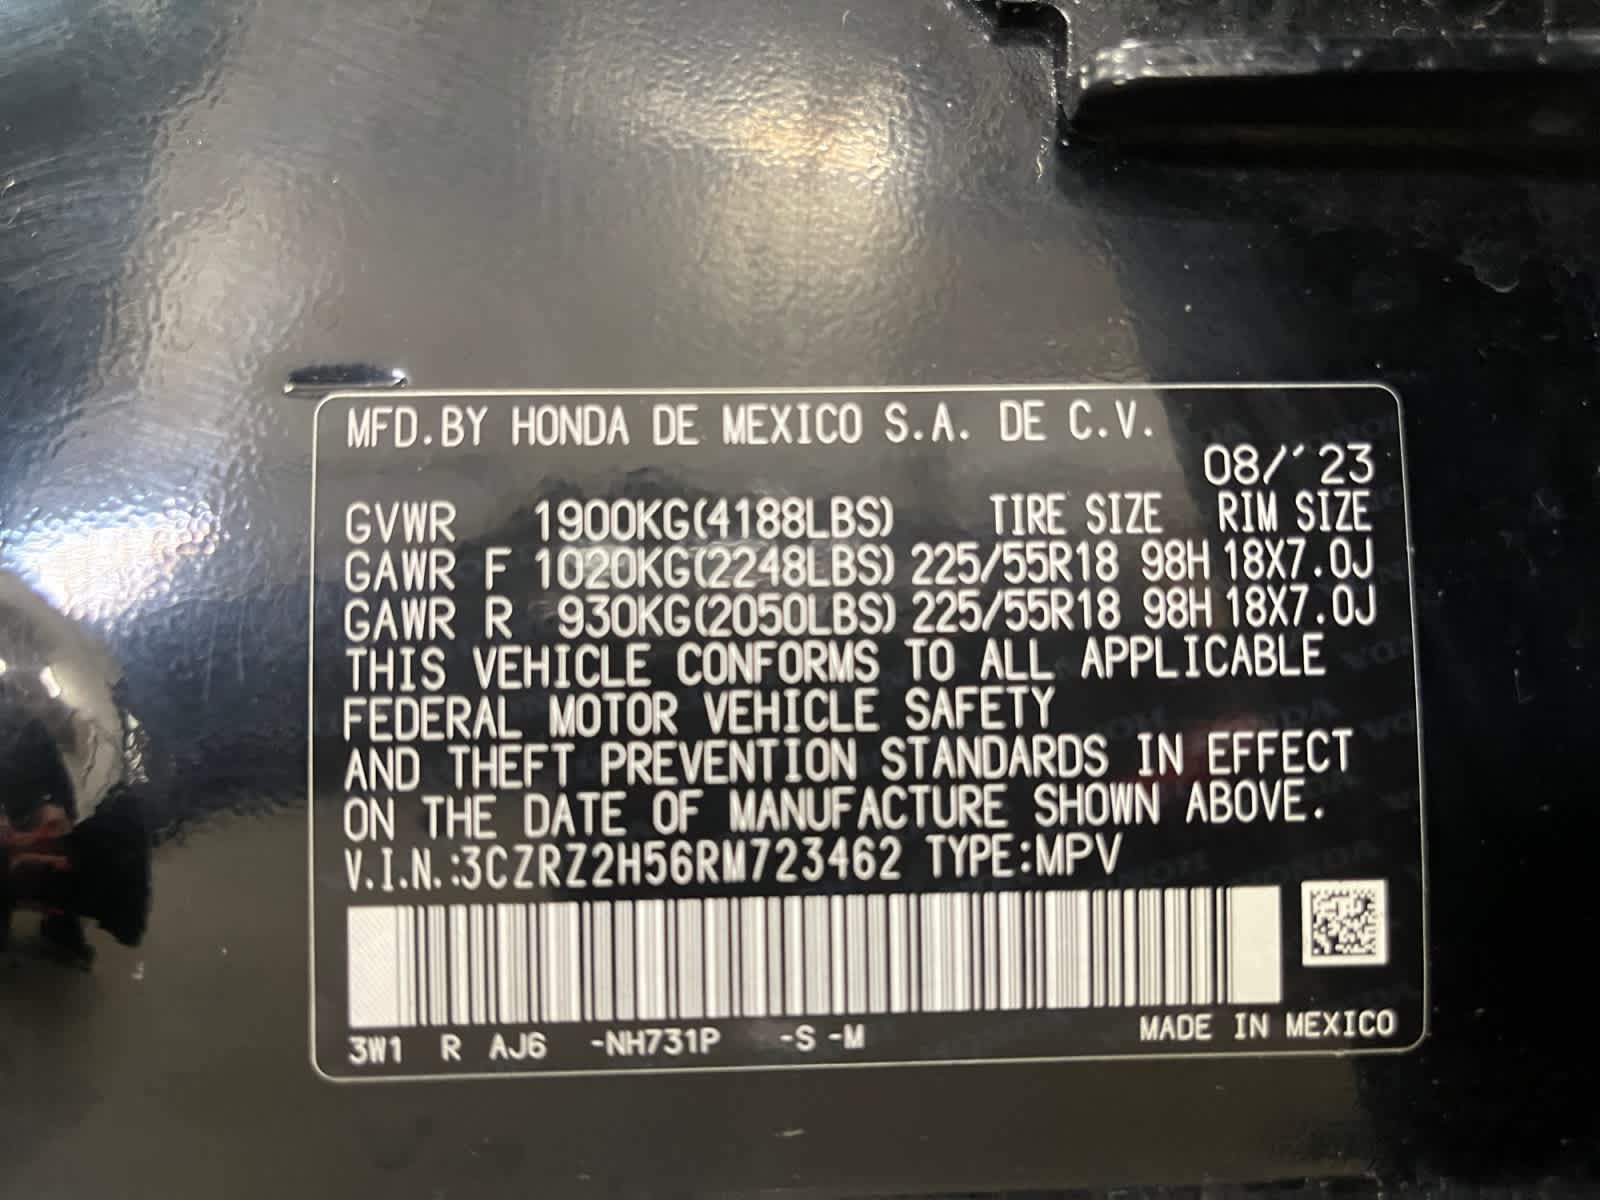 MFD.BY HONDA DE MEXICO S.A. DE C.V.
08/´23
GVWR 1900KG(4188LBS) TIRE SIZE RIM SIZE
GAWR F 1020KG(2248LBS) 225/55R18 98H 18X7.0J
GAWR R 930KG(2050LBS) 225/55R18 98H 18X7.0J
THIS VEHICLE CONFORMS TO ALL APPLICABLE
FEDERAL MOTOR VEHICLE SAFETY
AND THEFT PREVENTION STANDARDS IN EFFECT
ON THE DATE OF MANUFACTURE SHOWN ABOVE.
V.I.N.:3CZRZ2H56RM723462 TYPE:MPV
3W1 R AJ6 -NH731P -S -M MADE IN MEXICO